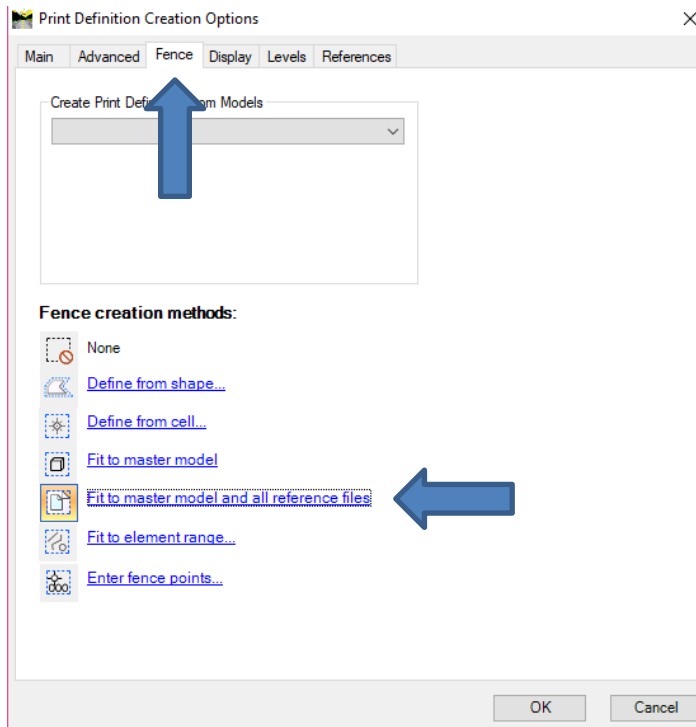 Print Definition Creation Options
Main Advanced Fence Display Levels References
Create Print Defi om Models
Fence creation methods:
None
Define from shape...
Define from cell...
Fit to master model
Fit to master model and all reference files
Fit to element range...
Enter fence points...
OK Cancel